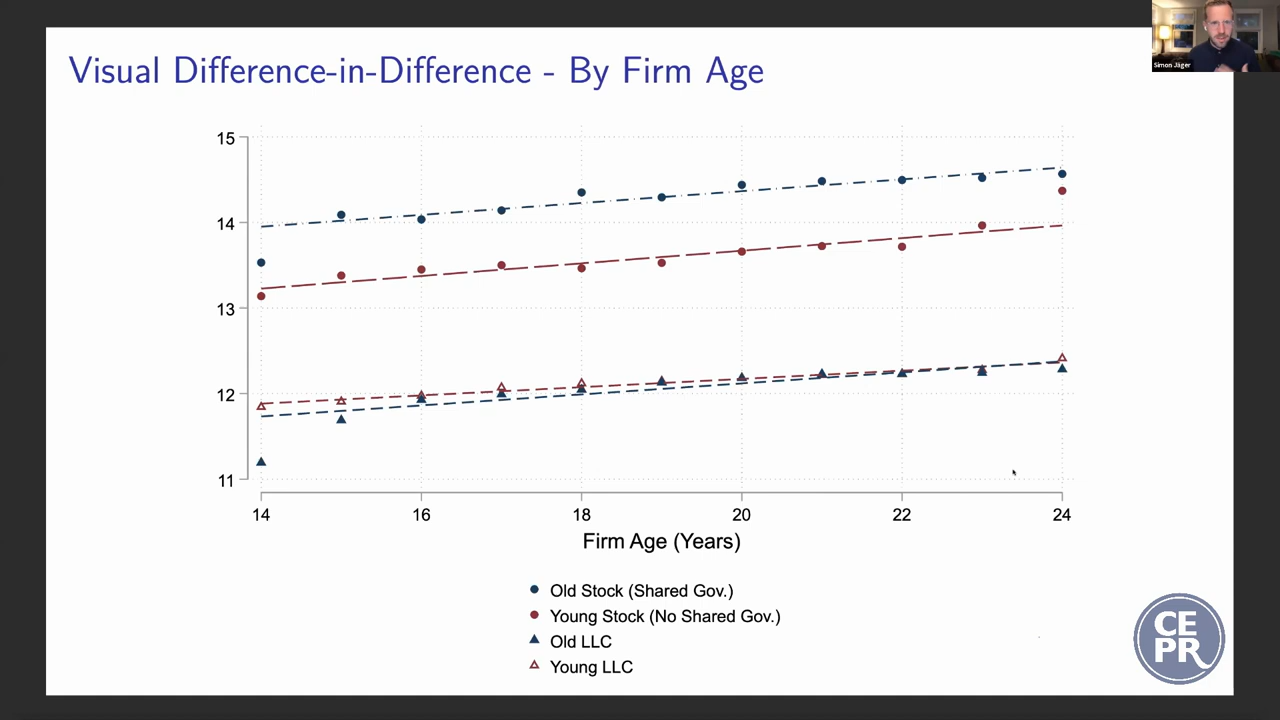 Simon Jäger
Visual Difference-in-Difference - By Firm Age
15
14
13
12
11
14 16 18 20 22 24
Firm Age (Years)
Old Stock (Shared Gov.)
Young Stock (No Shared Gov.)
Old LLC
Young LLC
CE
PR